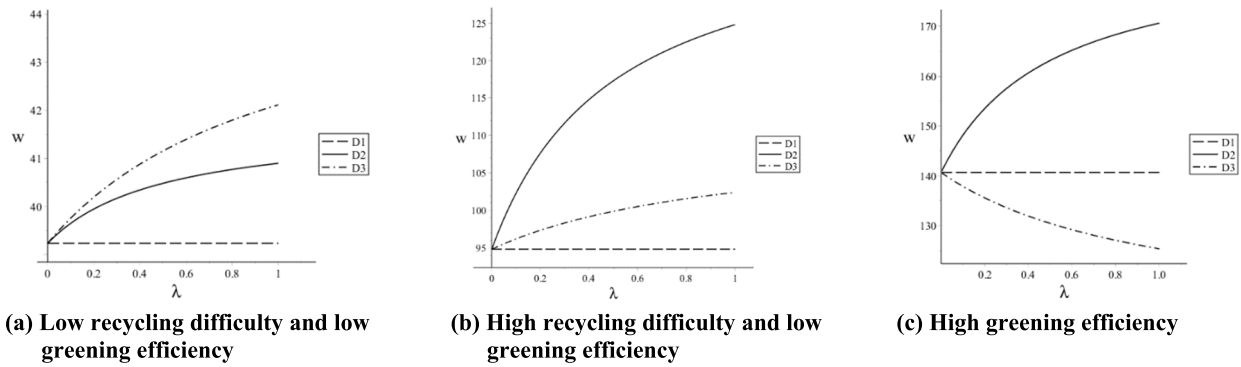 44
43
42
41
40
w
0
0.2
0.4
0.6
0.8
1
λ
D1
D2
D3
(a) Low recycling difficulty and low
greening efficiency
125
120
115
110
105
100
95
w
0
0.2
0.4
0.6
0.8
1
λ
D1
D2
D3
(b) High recycling difficulty and low
greening efficiency
170
160
150
140
130
w
0.2
0.4
0.6
0.8
1.0
λ
D1
D2
D3
(c) High greening efficiency